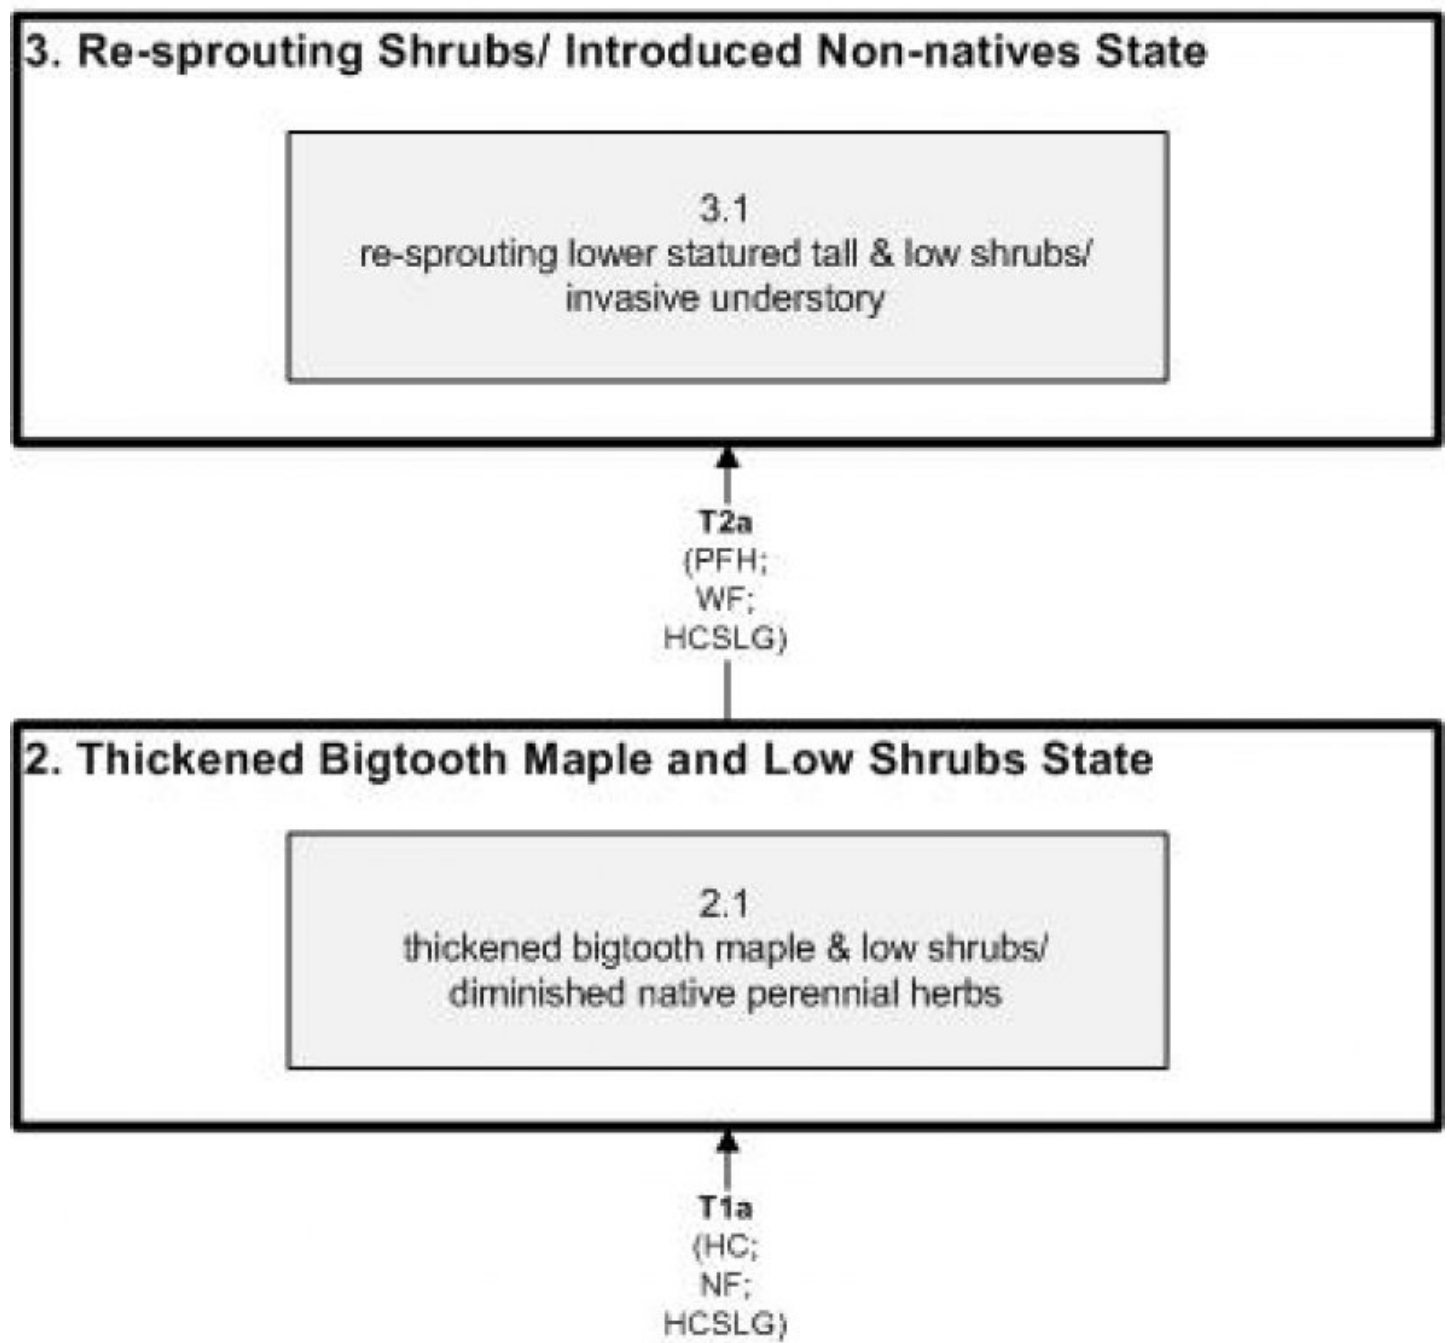 3. Re-sprouting Shrubs/ Introduced Non-natives State
3.1
re-sprouting lower statured tall & low shrubs/
invasive understory
T2a
(PFH;
WF;
HCSLG)
2. Thickened Bigtooth Maple and Low Shrubs State
2.1
thickened bigtooth maple & low shrubs/
diminished native perennial herbs
T1a
(HC;
NF;
HCSLG)